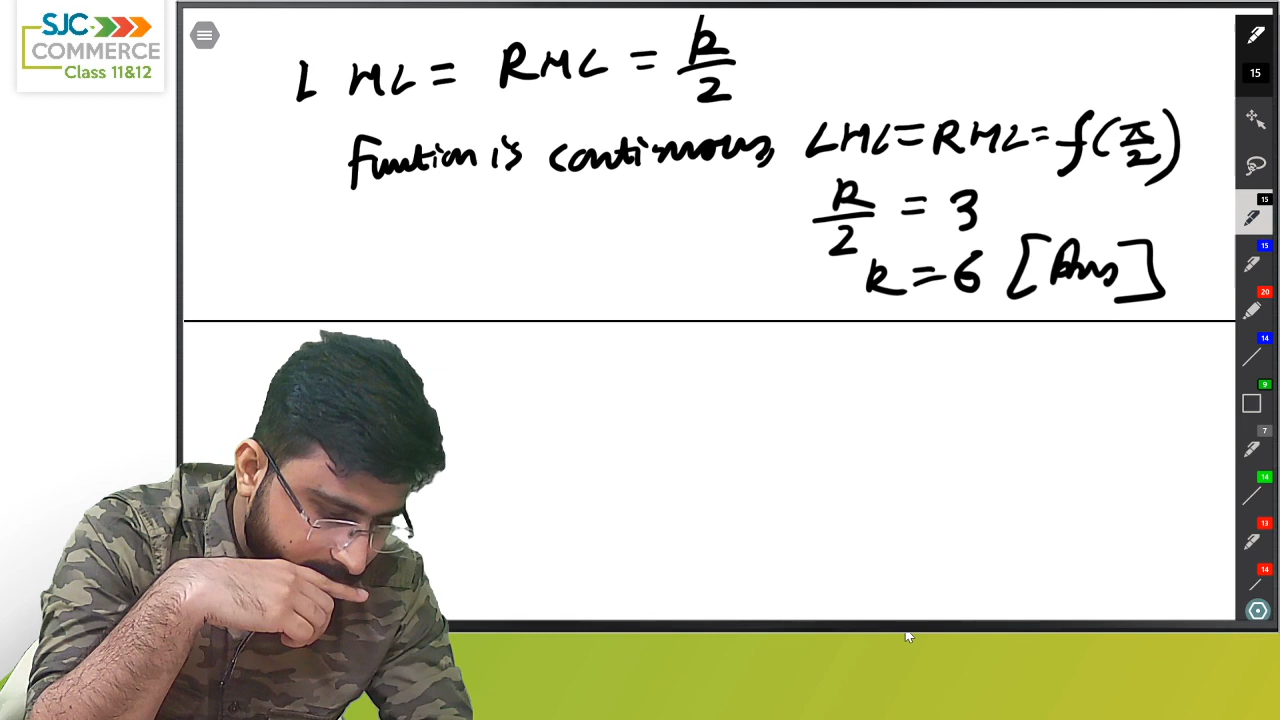 SJC
COMMERCE
Class 11&12
LHL = RHL = k/2
Function is continuous, LHL = RHL = f(π/2)
k/2 = 3
k = 6 [Ans]
15
15
15
20
14
9
7
14
13
14